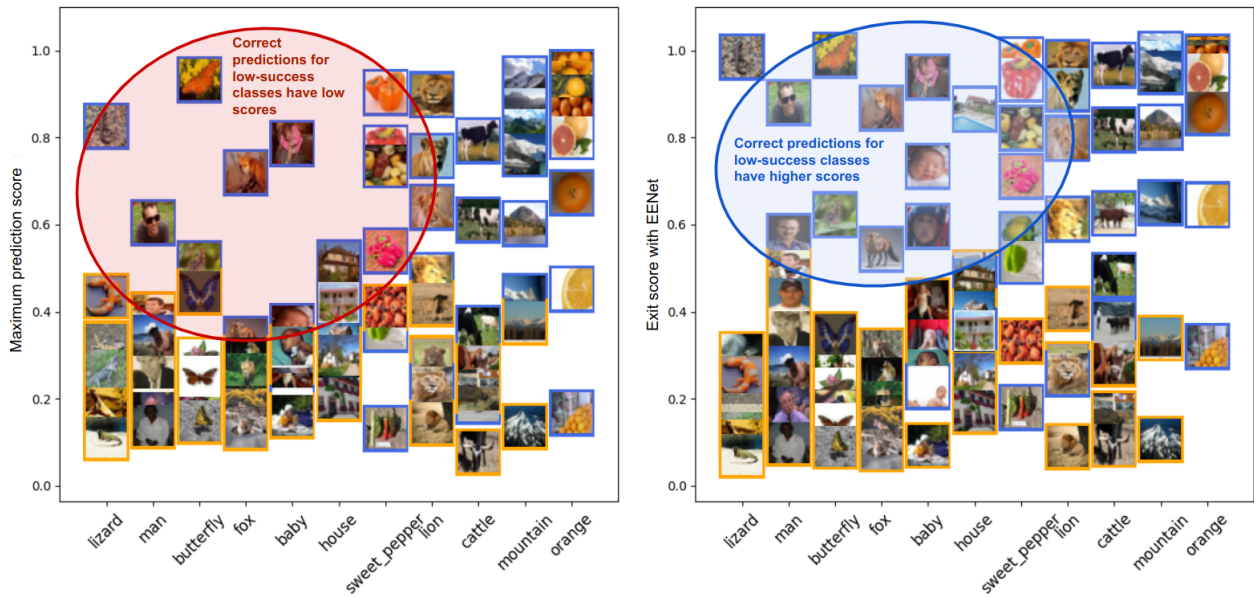 Correct
predictions for
low-success
classes have low
scores
Maximum prediction score
1.0
0.8
0.6
0.4
0.2
0.0
lizard
man
butterfly
fox
baby
house
sweet_pepper
lion
cattle
mountain
orange
Correct predictions for
low-success classes
have higher scores
Exit score with EENet
1.0
0.8
0.6
0.4
0.2
0.0
lizard
man
butterfly
fox
baby
house
sweet_pepper
lion
cattle
mountain
orange